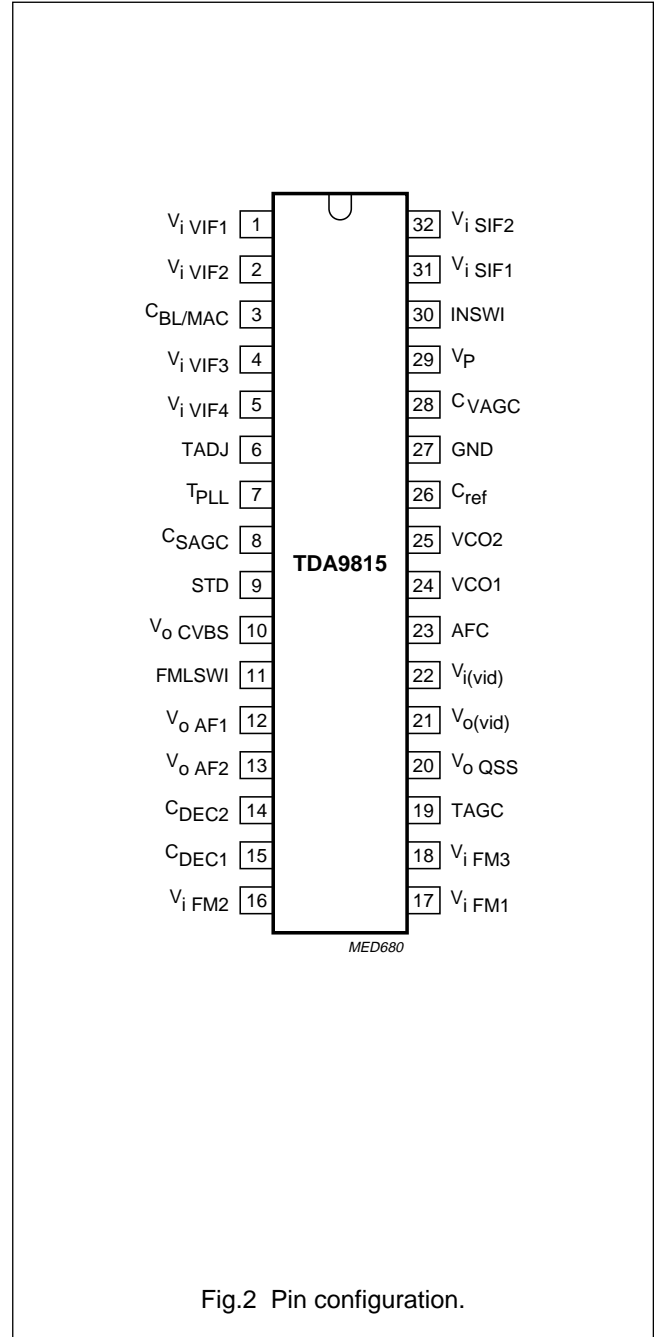 Vi VIF1 1 32 Vi SIF2
Vi VIF2 2 31 Vi SIF1
CBL/MAC 3 30 INSWI
Vi VIF3 4 29 VP
Vi VIF4 5 28 CVAGC
TADJ 6 27 GND
TPLL 7 26 Cref
CSAGC 8 25 VCO2
TDA9815
STD 9 24 VCO1
Vo CVBS 10 23 AFC
FMLSWI 11 22 Vi(vid)
Vo AF1 12 21 Vo(vid)
Vo AF2 13 20 Vo QSS
CDEC2 14 19 TAGC
CDEC1 15 18 Vi FM3
Vi FM2 16 17 Vi FM1
MED680
Fig.2 Pin configuration.